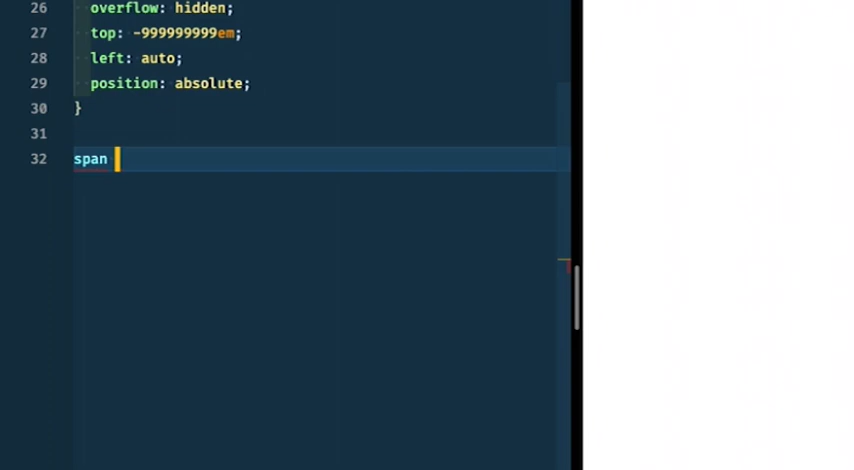 26 overflow: hidden;
27 top: -999999999em;
28 left: auto;
29 position: absolute;
30 }
31
32 span